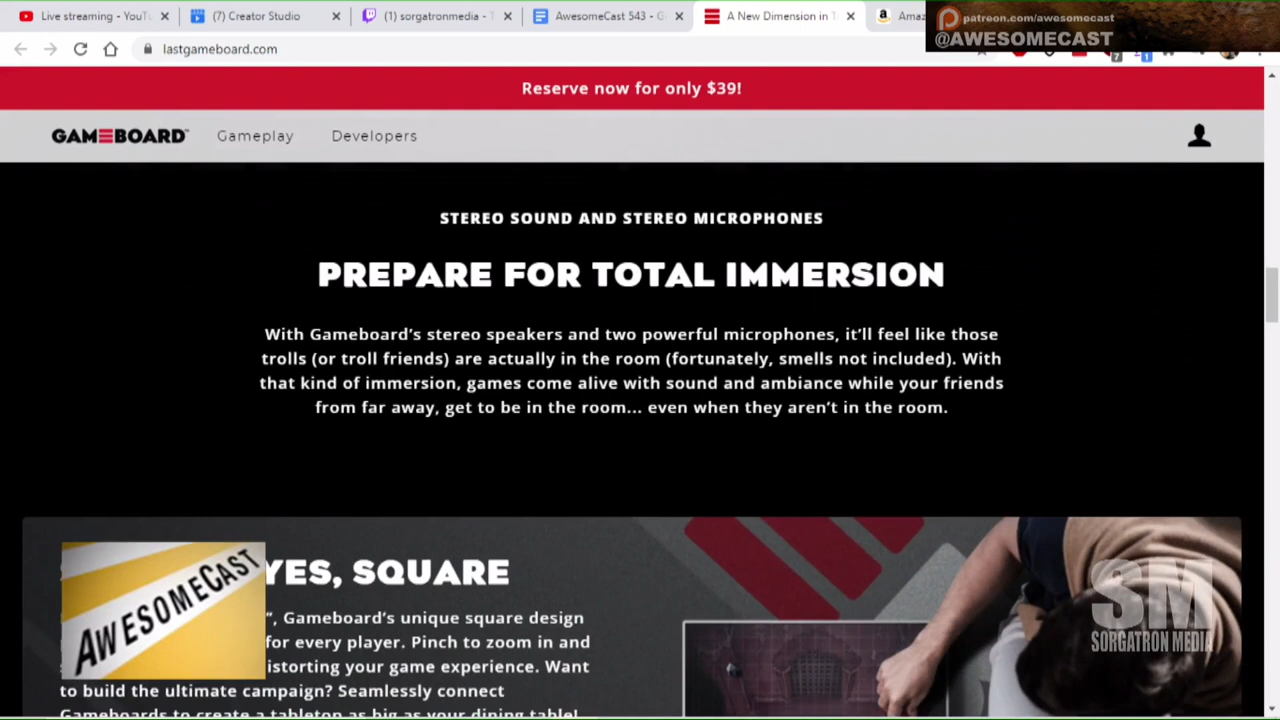 Live streaming - YouTu
(7) Creator Studio
(1) sorgatronmedia - T
AwesomeCast 543 - G
A New Dimension in T
Amaz
patreon.com/awesomecast
@AWESOMECAST
lastgameboard.com
7
1
Reserve now for only $39!
GAMEBOARD
Gameplay
Developers
STEREO SOUND AND STEREO MICROPHONES
PREPARE FOR TOTAL IMMERSION
With Gameboard's stereo speakers and two powerful microphones, it'll feel like those
trolls (or troll friends) are actually in the room (fortunately, smells not included). With
that kind of immersion, games come alive with sound and ambiance while your friends
from far away, get to be in the room... even when they aren't in the room.
YES, SQUARE
AWESOMECAST
", Gameboard's unique square design
for every player. Pinch to zoom in and
istorting your game experience. Want
to build the ultimate campaign? Seamlessly connect
Gameboards to create a tabletop as big as your dining table!
SM
SORGATRON MEDIA